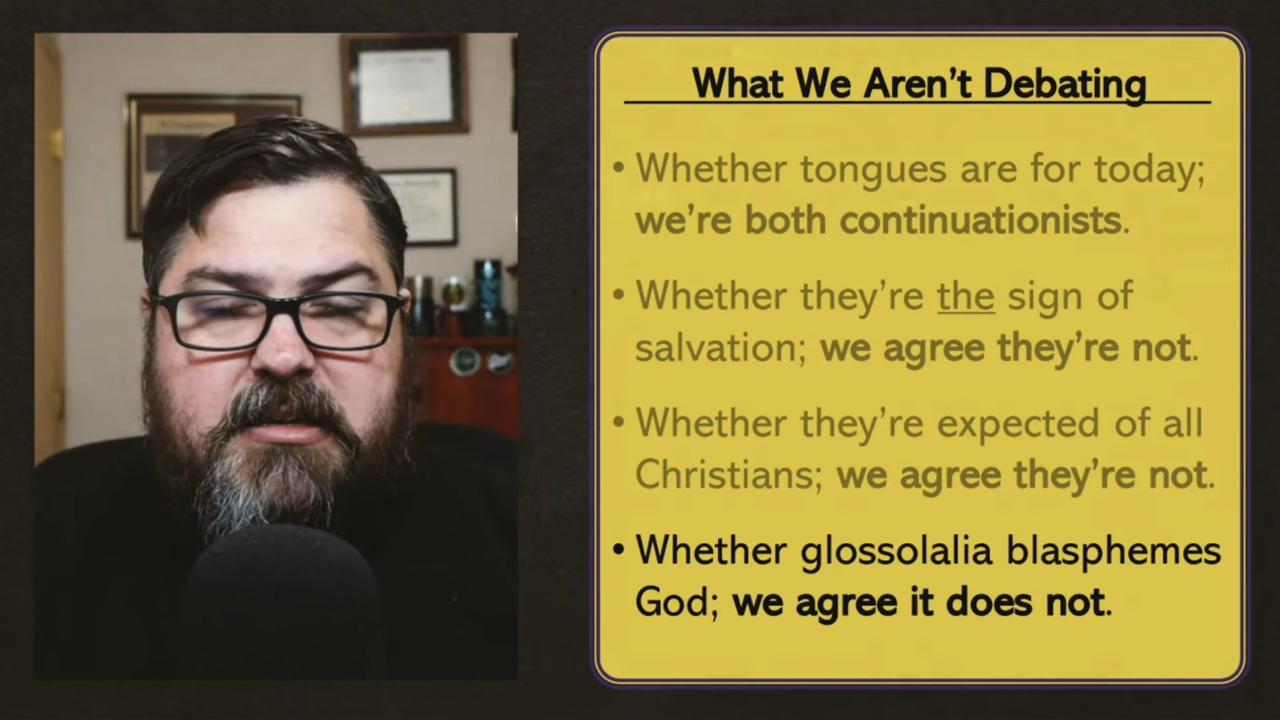 What We Aren't Debating
• Whether tongues are for today;
we're both continuationists.
• Whether they're the sign of
salvation; we agree they're not.
• Whether they're expected of all
Christians; we agree they're not.
• Whether glossolalia blasphemes
God; we agree it does not.